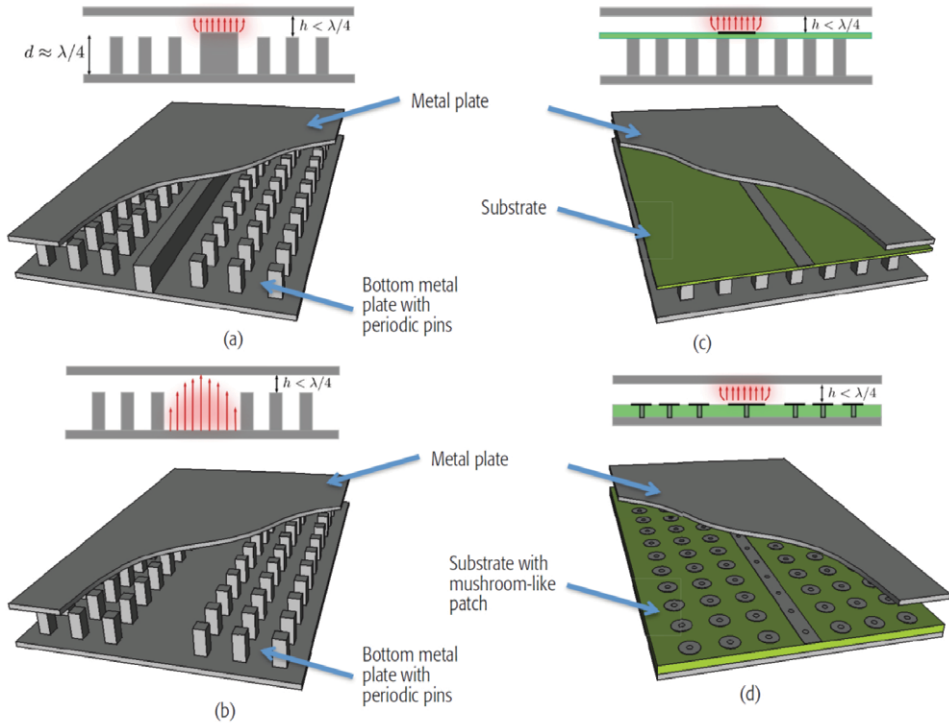 h < λ/4
d ≈ λ/4
Metal plate
Bottom metal
plate with
periodic pins
(a)
h < λ/4
Substrate
(c)
h < λ/4
Metal plate
Bottom metal
plate with
periodic pins
(b)
h < λ/4
Substrate with
mushroom-like
patch
(d)